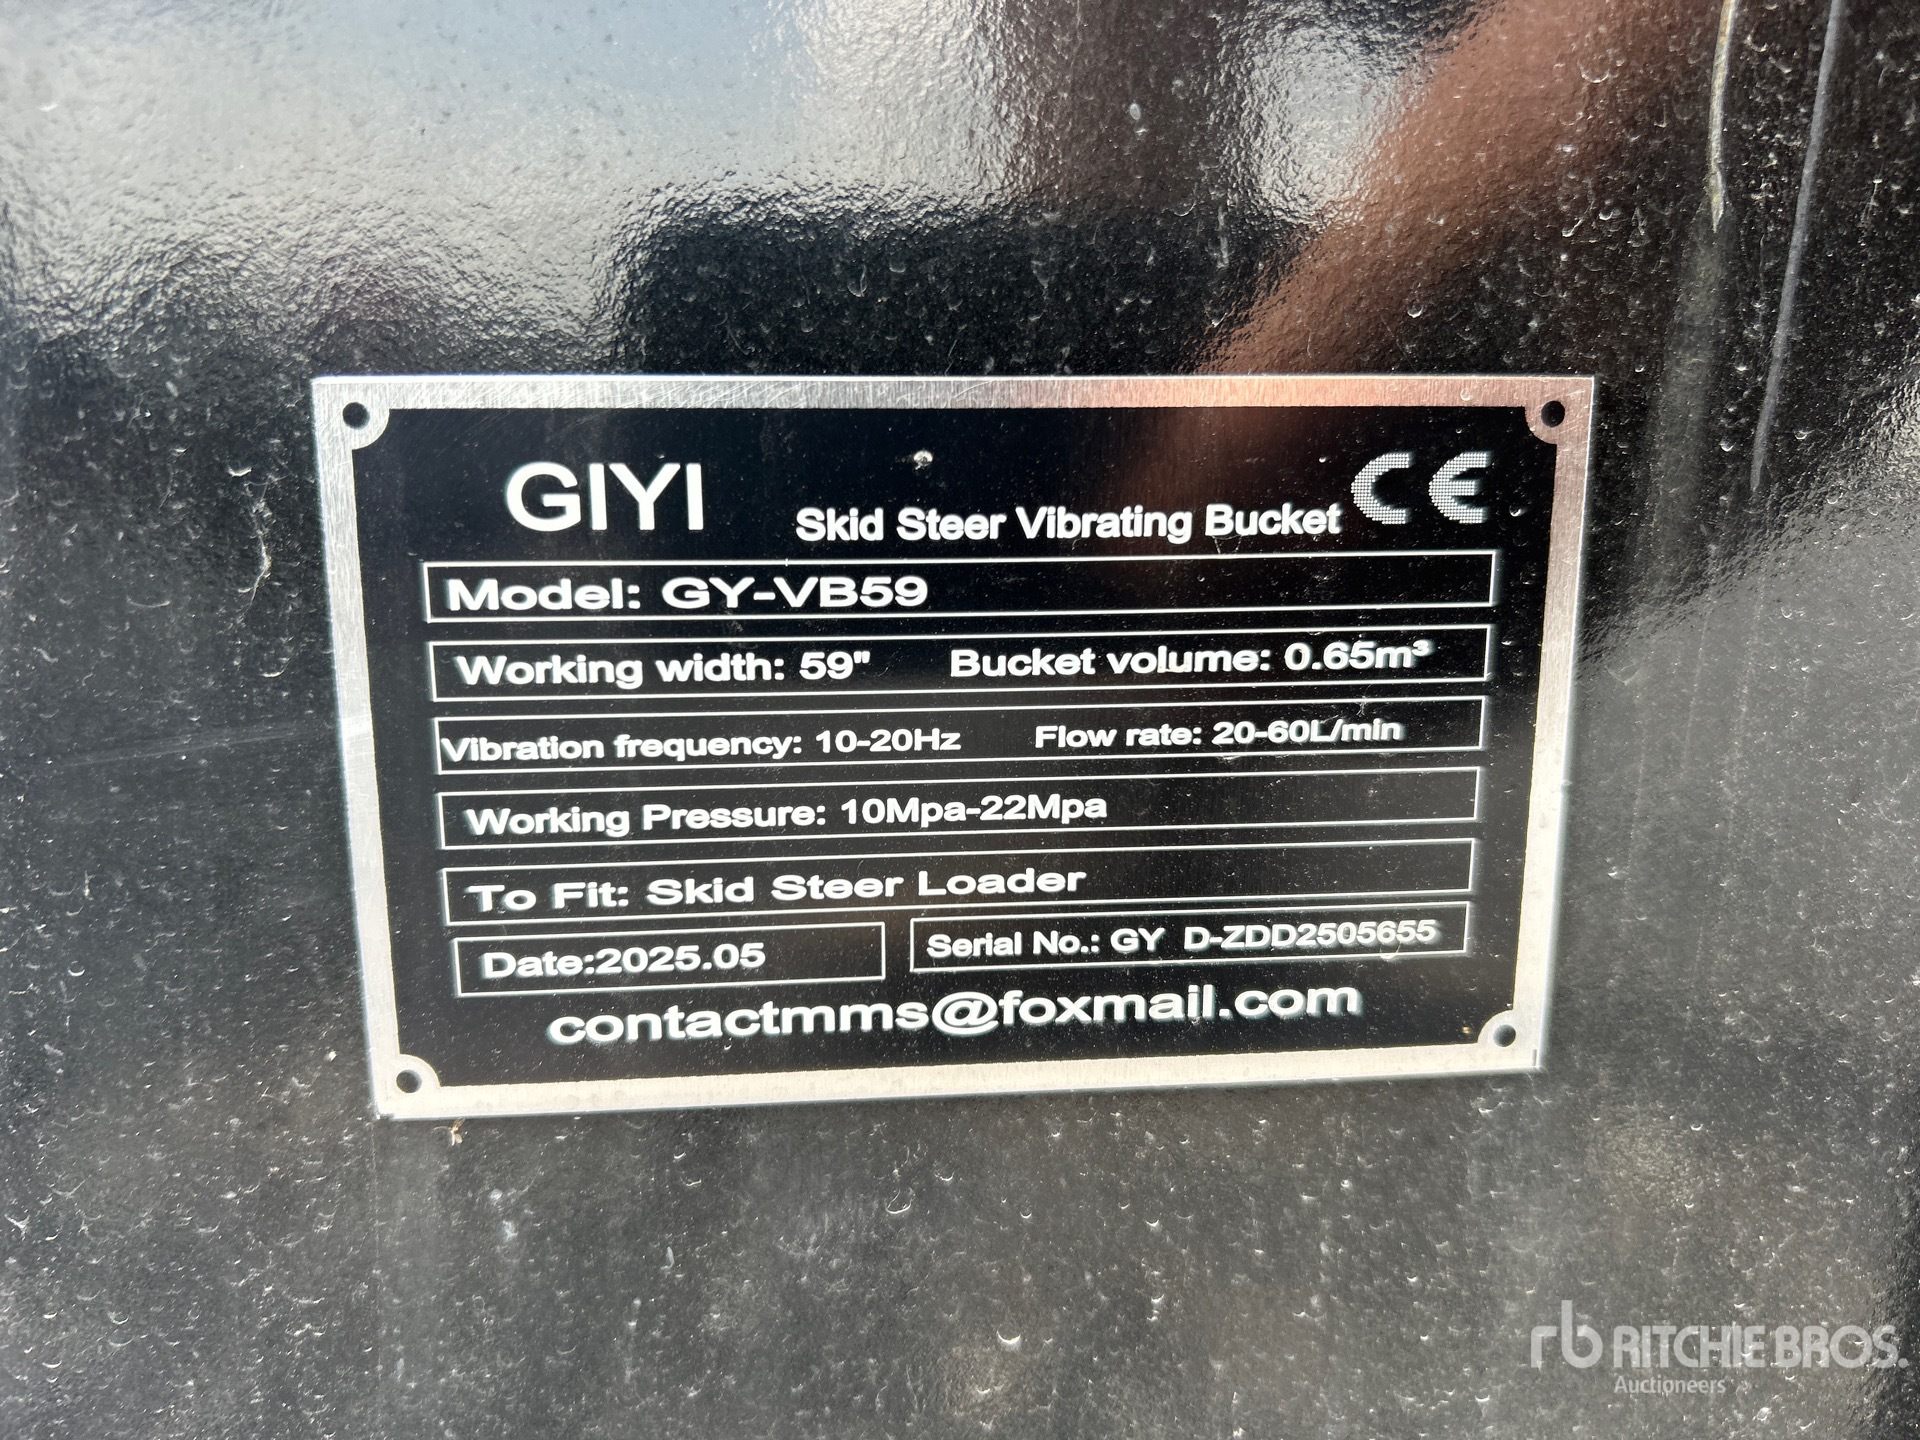 GIYI
Skid Steer Vibrating Bucket CE
Model: GY-VB59
Working width: 59" Bucket volume: 0.65m³
Vibration frequency: 10-20Hz Flow rate: 20-60L/min
Working Pressure: 10Mpa-22Mpa
To Fit: Skid Steer Loader
Date:2025.05 Serial No.: GY D-ZDD2505655
contactmms@foxmail.com
rb RITCHIE BROS.
Auctioneers